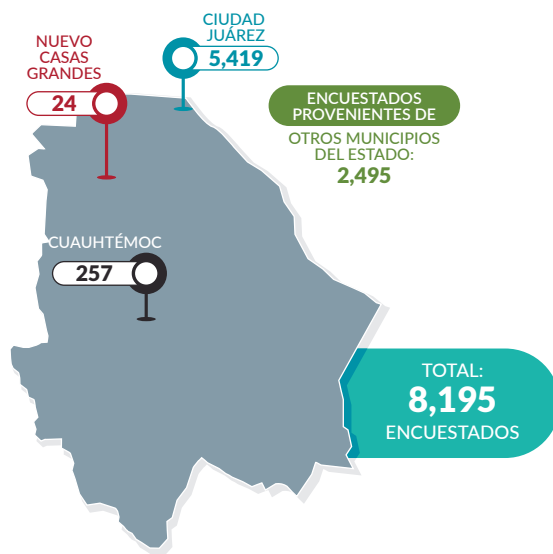 CIUDAD
JUÁREZ
5,419
NUEVO
CASAS
GRANDES
24
ENCUESTADOS
PROVENIENTES DE
OTROS MUNICIPIOS
DEL ESTADO:
2,495
CUAUHTÉMOC
257
TOTAL:
8,195
ENCUESTADOS